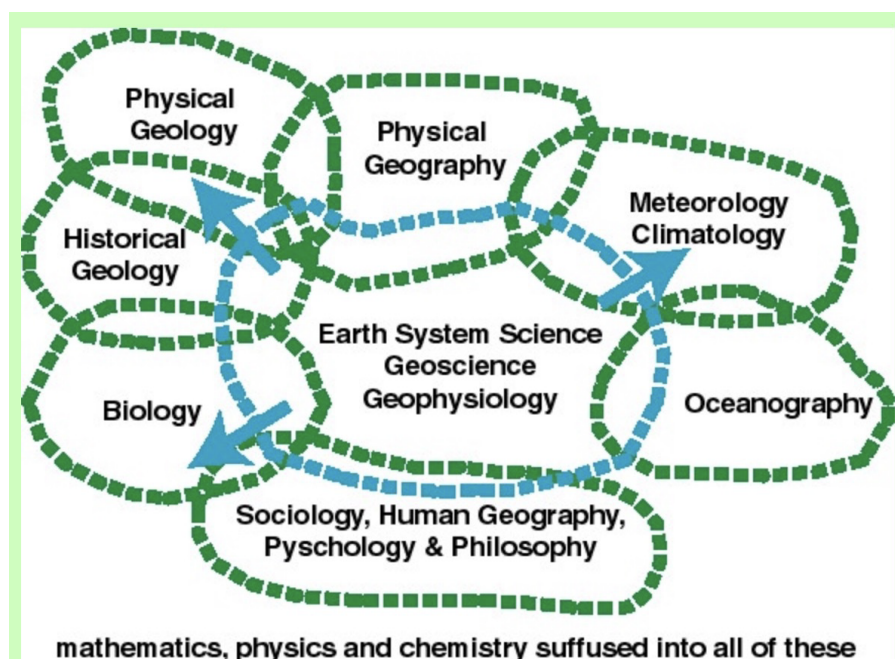 Physical
Geology
Physical
Geography
Meteorology
Climatology
Historical
Geology
Earth System Science
Geoscience
Geophysiology
Biology
Oceanography
Sociology, Human Geography,
Pyschology & Philosophy
mathematics, physics and chemistry suffused into all of these